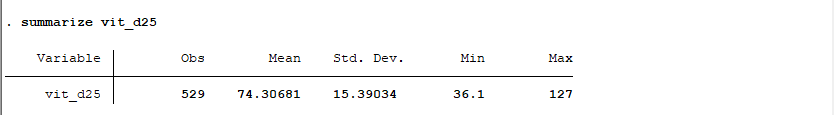 . summarize vit_d25
Variable Obs Mean Std. Dev. Min Max
vit_d25 529 74.30681 15.39034 36.1 127